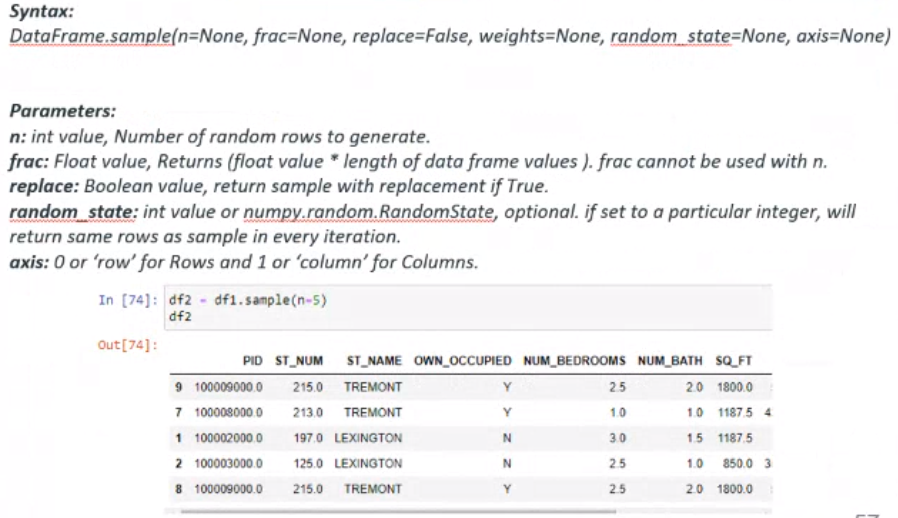 Syntax:
DataFrame.sample(n=None, frac=None, replace=False, weights=None, random_state=None, axis=None)
Parameters:
n: int value, Number of random rows to generate.
frac: Float value, Returns (float value * length of data frame values ). frac cannot be used with n.
replace: Boolean value, return sample with replacement if True.
random_state: int value or numpy.random.RandomState, optional. if set to a particular integer, will
return same rows as sample in every iteration.
axis: 0 or 'row' for Rows and 1 or 'column' for Columns.
In [74]: df2 = df1.sample(n=5)
df2
Out[74]:
PID ST_NUM ST_NAME OWN_OCCUPIED NUM_BEDROOMS NUM_BATH SQ_FT
9 100009000.0 215.0 TREMONT Y 2.5 2.0 1800.0
7 100008000.0 213.0 TREMONT Y 1.0 1.0 1187.5 4
1 100002000.0 197.0 LEXINGTON N 3.0 1.5 1187.5
2 100003000.0 125.0 LEXINGTON N 2.5 1.0 850.0 3
8 100009000.0 215.0 TREMONT Y 2.5 2.0 1800.0